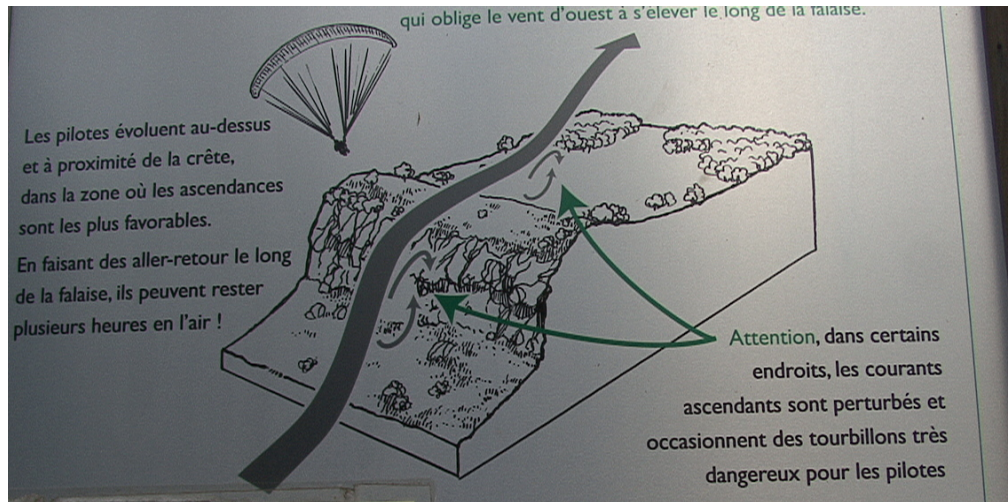 qui oblige le vent d'ouest à s'élever le long de la falaise.
Les pilotes évoluent au-dessus
et à proximité de la crête,
dans la zone où les ascendances
sont les plus favorables.
En faisant des aller-retour le long
de la falaise, ils peuvent rester
plusieurs heures en l'air !
Attention, dans certains
endroits, les courants
ascendants sont perturbés et
occasionnent des tourbillons très
dangereux pour les pilotes